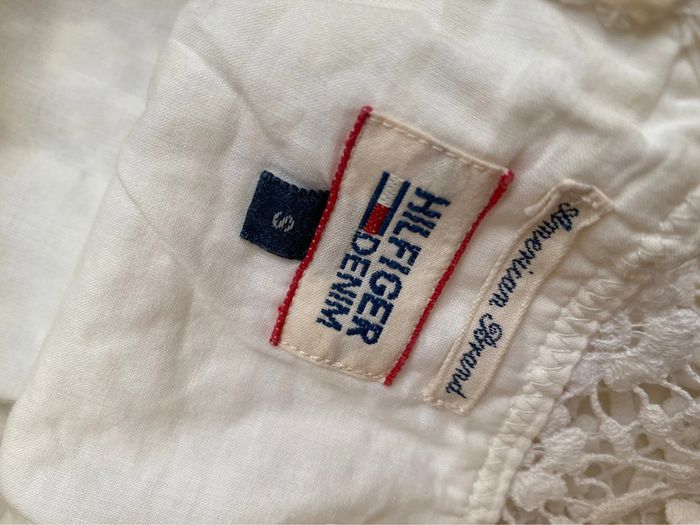 American Brand
HILFIGER
DENIM
S